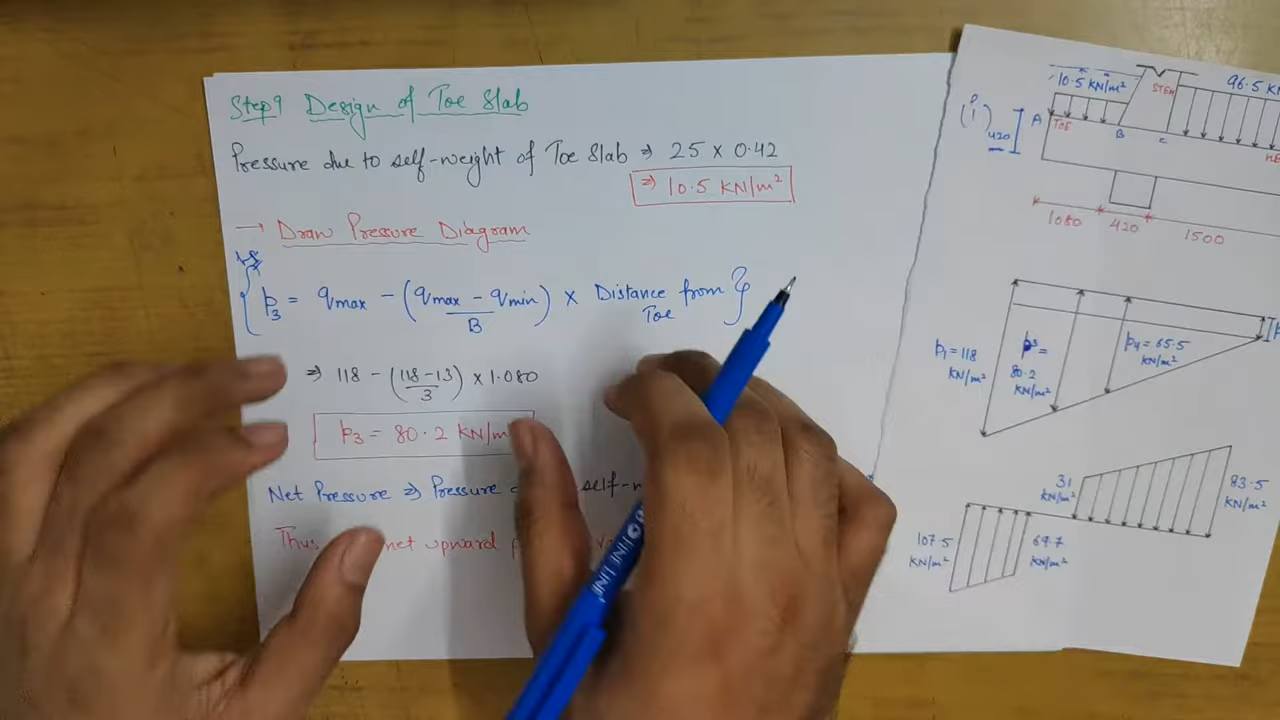 Step9 Design of Toe Slab
Pressure due to self-weight of Toe Slab ⇒ 25 × 0.42
⇒ 10.5 KN/m²
→ Draw Pressure Diagram
{ p₃ = qmax - (qmax - qmin / B) × Distance from Toe }
⇒ 118 - (118-13 / 3) × 1.080
p₃ = 80.2 KN/m
Net Pressure ⇒ Pressure self-
Thus net upward
10.5 KN/m²
STEM
96.5 KN
420
A
TOE
B
C
1080
420
1500
p₁ = 118 KN/m²
p³ = 80.2 KN/m²
p₄ = 65.5 KN/m²
31 KN/m²
83.5 KN/m²
107.5 KN/m²
69.7 KN/m²
LINC